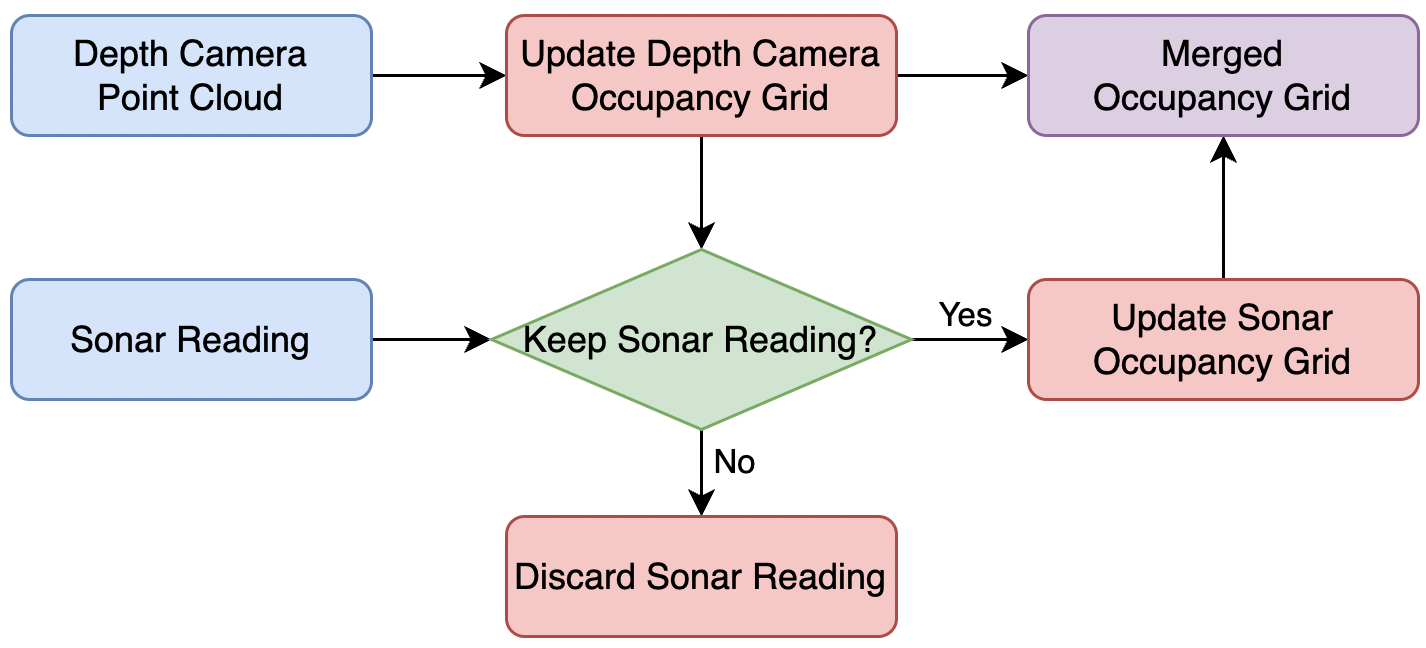 Depth Camera
Point Cloud
Update Depth Camera
Occupancy Grid
Merged
Occupancy Grid
Sonar Reading
Keep Sonar Reading?
Yes
Update Sonar
Occupancy Grid
No
Discard Sonar Reading